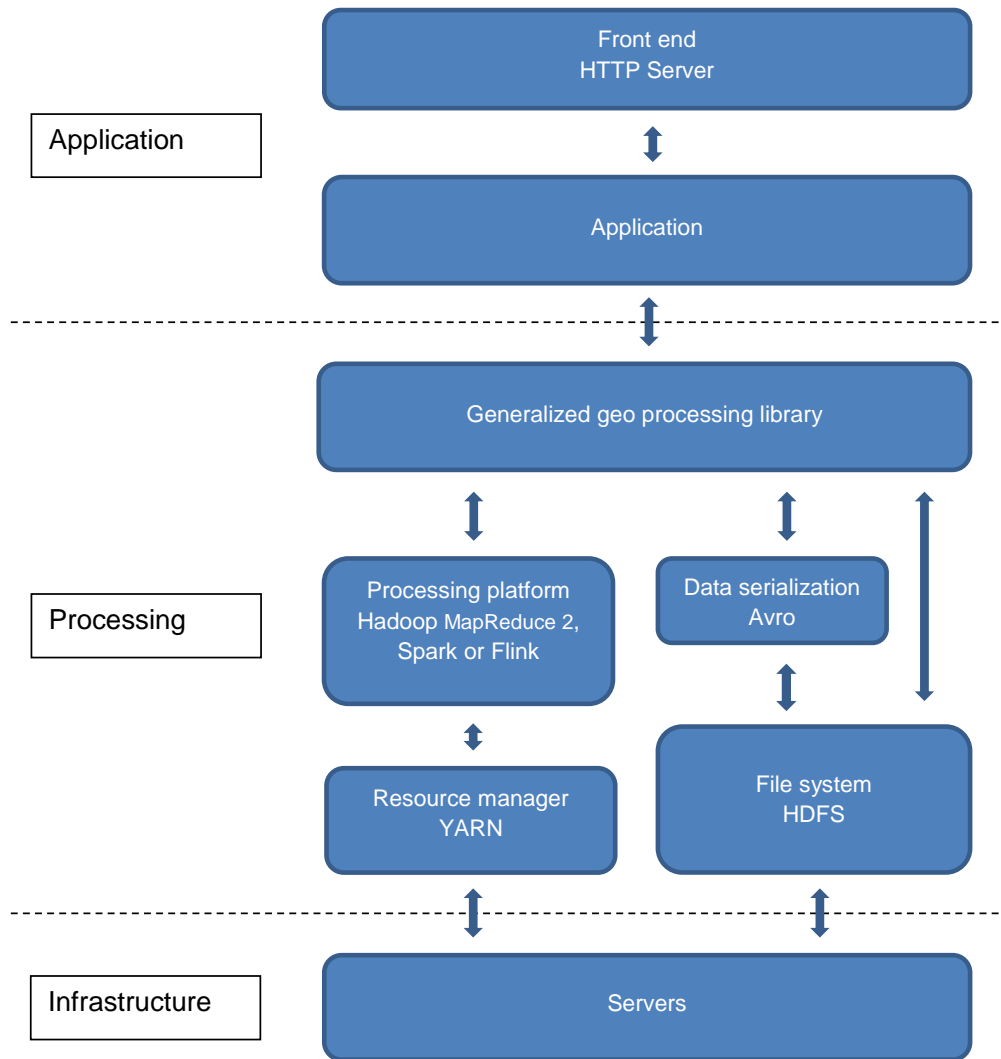 Front end
HTTP Server
Application
Application
Generalized geo processing library
Processing platform
Hadoop MapReduce 2,
Spark or Flink
Data serialization
Avro
Processing
Resource manager
YARN
File system
HDFS
Infrastructure
Servers